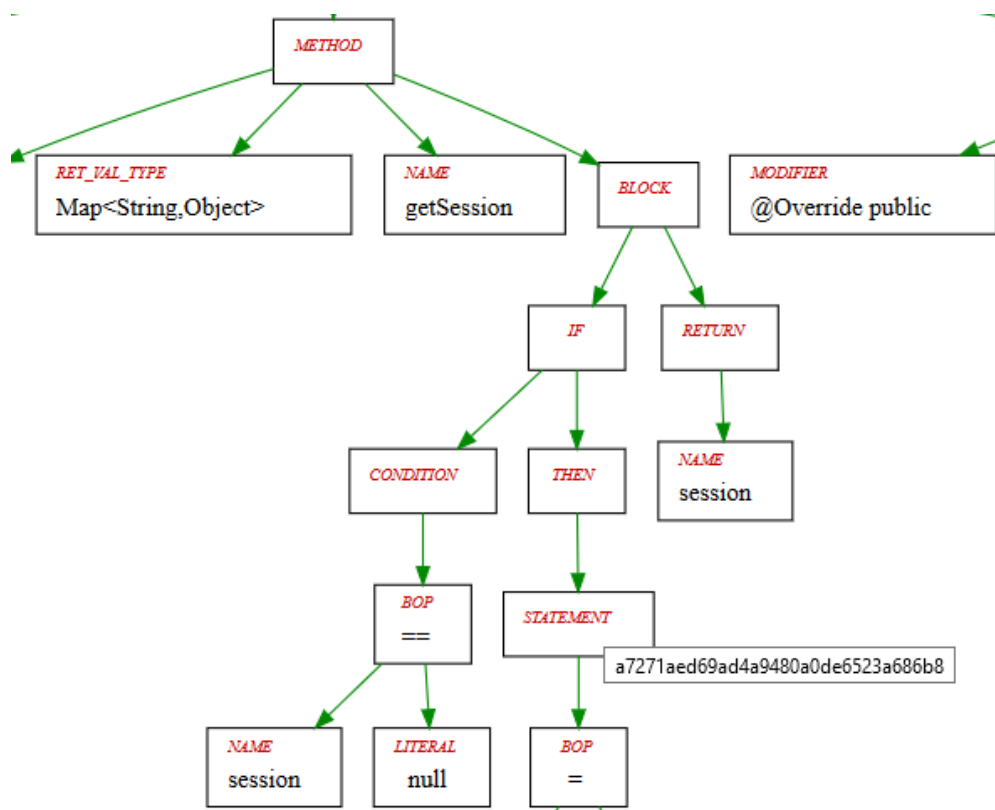 METHOD
RET_VAL_TYPE
Map<String,Object>
NAME
getSession
BLOCK
MODIFIER
@Override public
IF
RETURN
CONDITION
THEN
NAME
session
BOP
==
STATEMENT
a7271aed69ad4a9480a0de6523a686b8
NAME
session
LITERAL
null
BOP
=